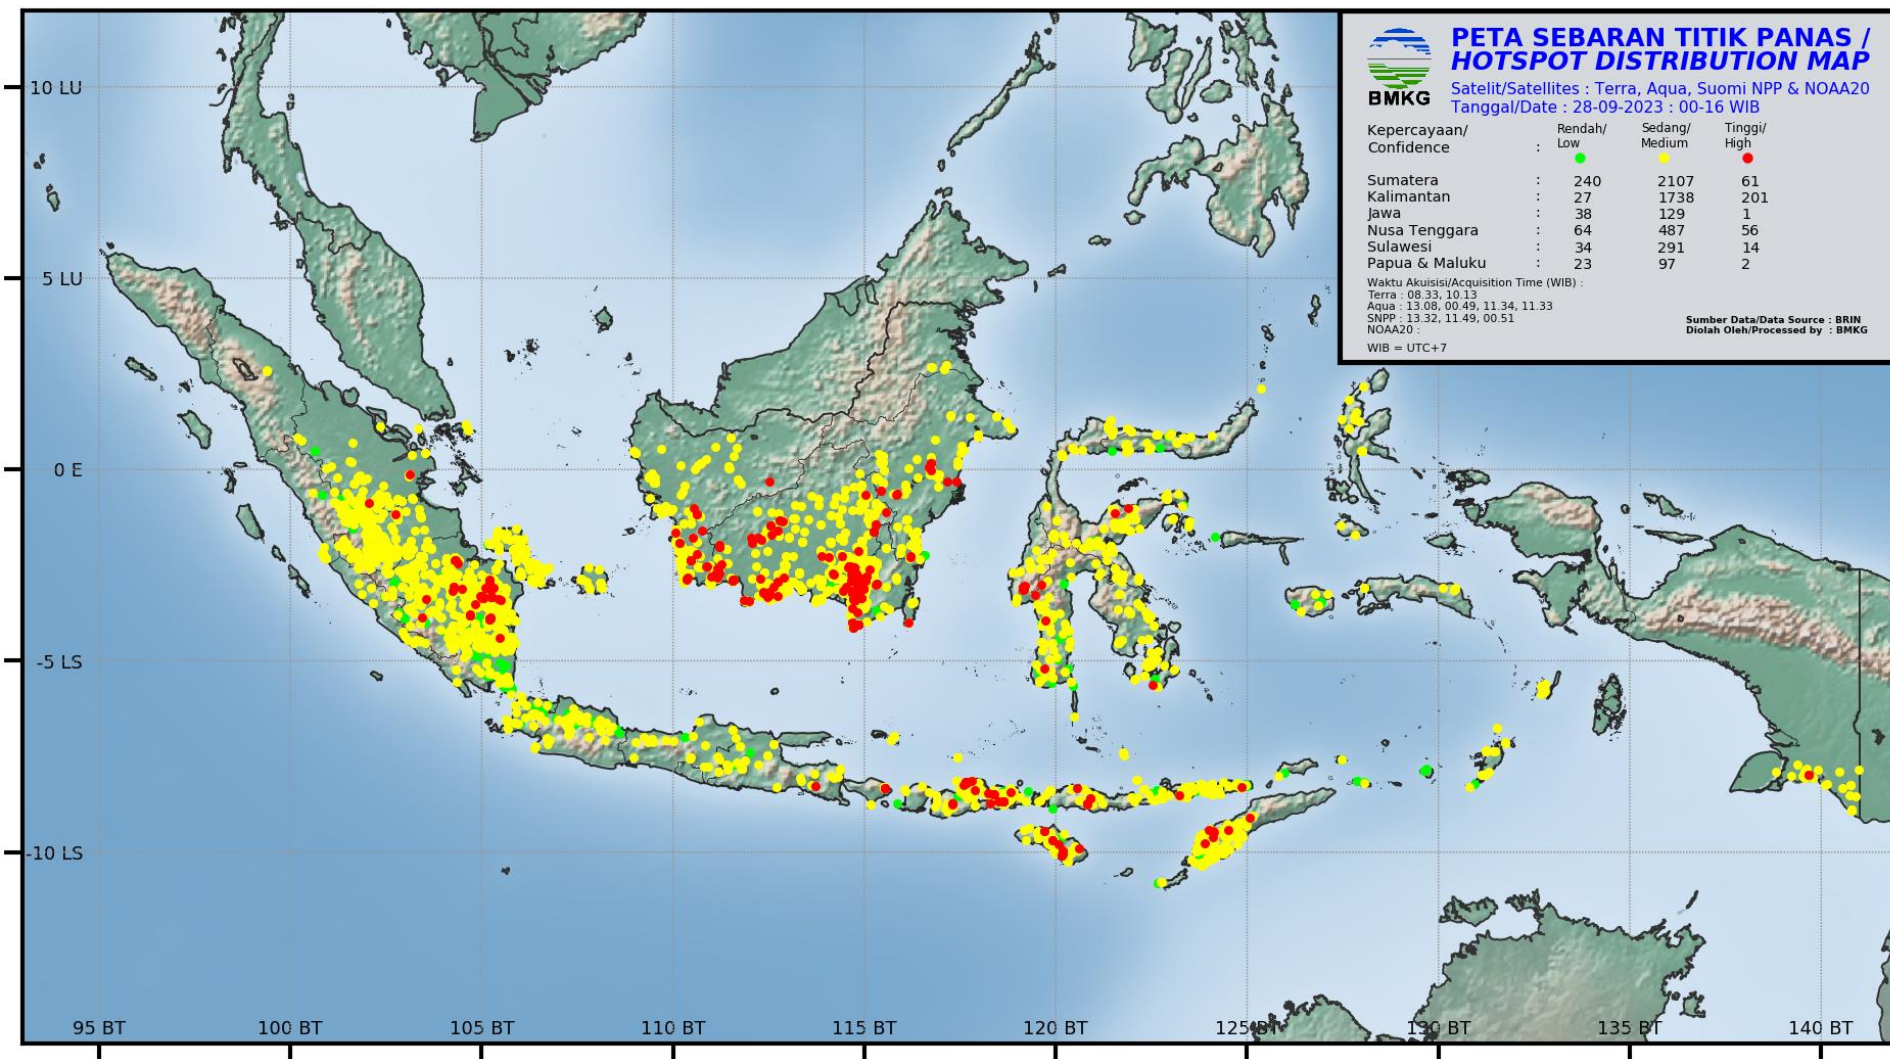 PETA SEBARAN TITIK PANAS /
HOTSPOT DISTRIBUTION MAP
BMKG
Satelit/Satellites : Terra, Aqua, Suomi NPP & NOAA20
Tanggal/Date : 28-09-2023 : 00-16 WIB
Kepercayaan/ Rendah/ Sedang/ Tinggi/
Confidence : Low Medium High
Sumatera : 240 2107 61
Kalimantan : 27 1738 201
Jawa : 38 129 1
Nusa Tenggara : 64 487 56
Sulawesi : 34 291 14
Papua & Maluku : 23 97 2
Waktu Akuisisi/Acquisition Time (WIB) :
Terra : 08.33, 10.13
Aqua : 13.08, 00.49, 11.34, 11.33
SNPP : 13.32, 11.49, 00.51
NOAA20 :
WIB = UTC+7
Sumber Data/Data Source : BRIN
Diolah Oleh/Processed by : BMKG
10 LU
5 LU
0 E
-5 LS
-10 LS
95 BT 100 BT 105 BT 110 BT 115 BT 120 BT 125 BT 130 BT 135 BT 140 BT